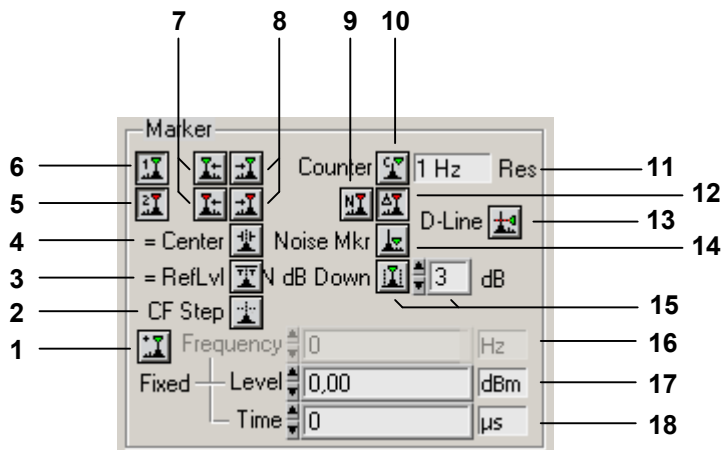 7 8 9 10
Marker
6 Counter 1 Hz Res 11
5 12
D-Line 13
4 = Center Noise Mkr 14
3 = RefLvl N dB Down 3 dB 15
2 CF Step
1 Frequency 0 Hz 16
Fixed Level 0,00 dBm 17
Time 0 µs 18